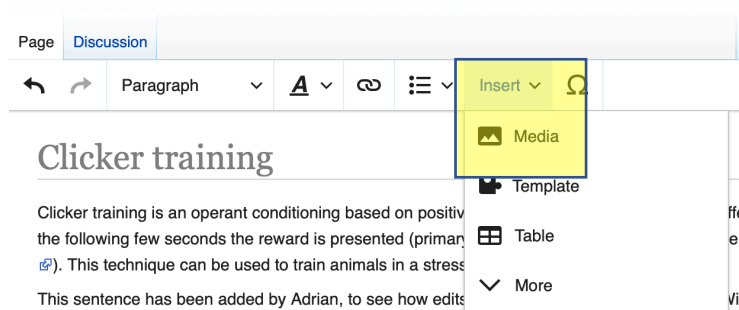 Page Discussion
Paragraph A Insert Ω
Media
Clicker training
Template
Clicker training is an operant conditioning based on positiv
the following few seconds the reward is presented (primary
Table
). This technique can be used to train animals in a stress
More
This sentence has been added by Adrian, to see how edits